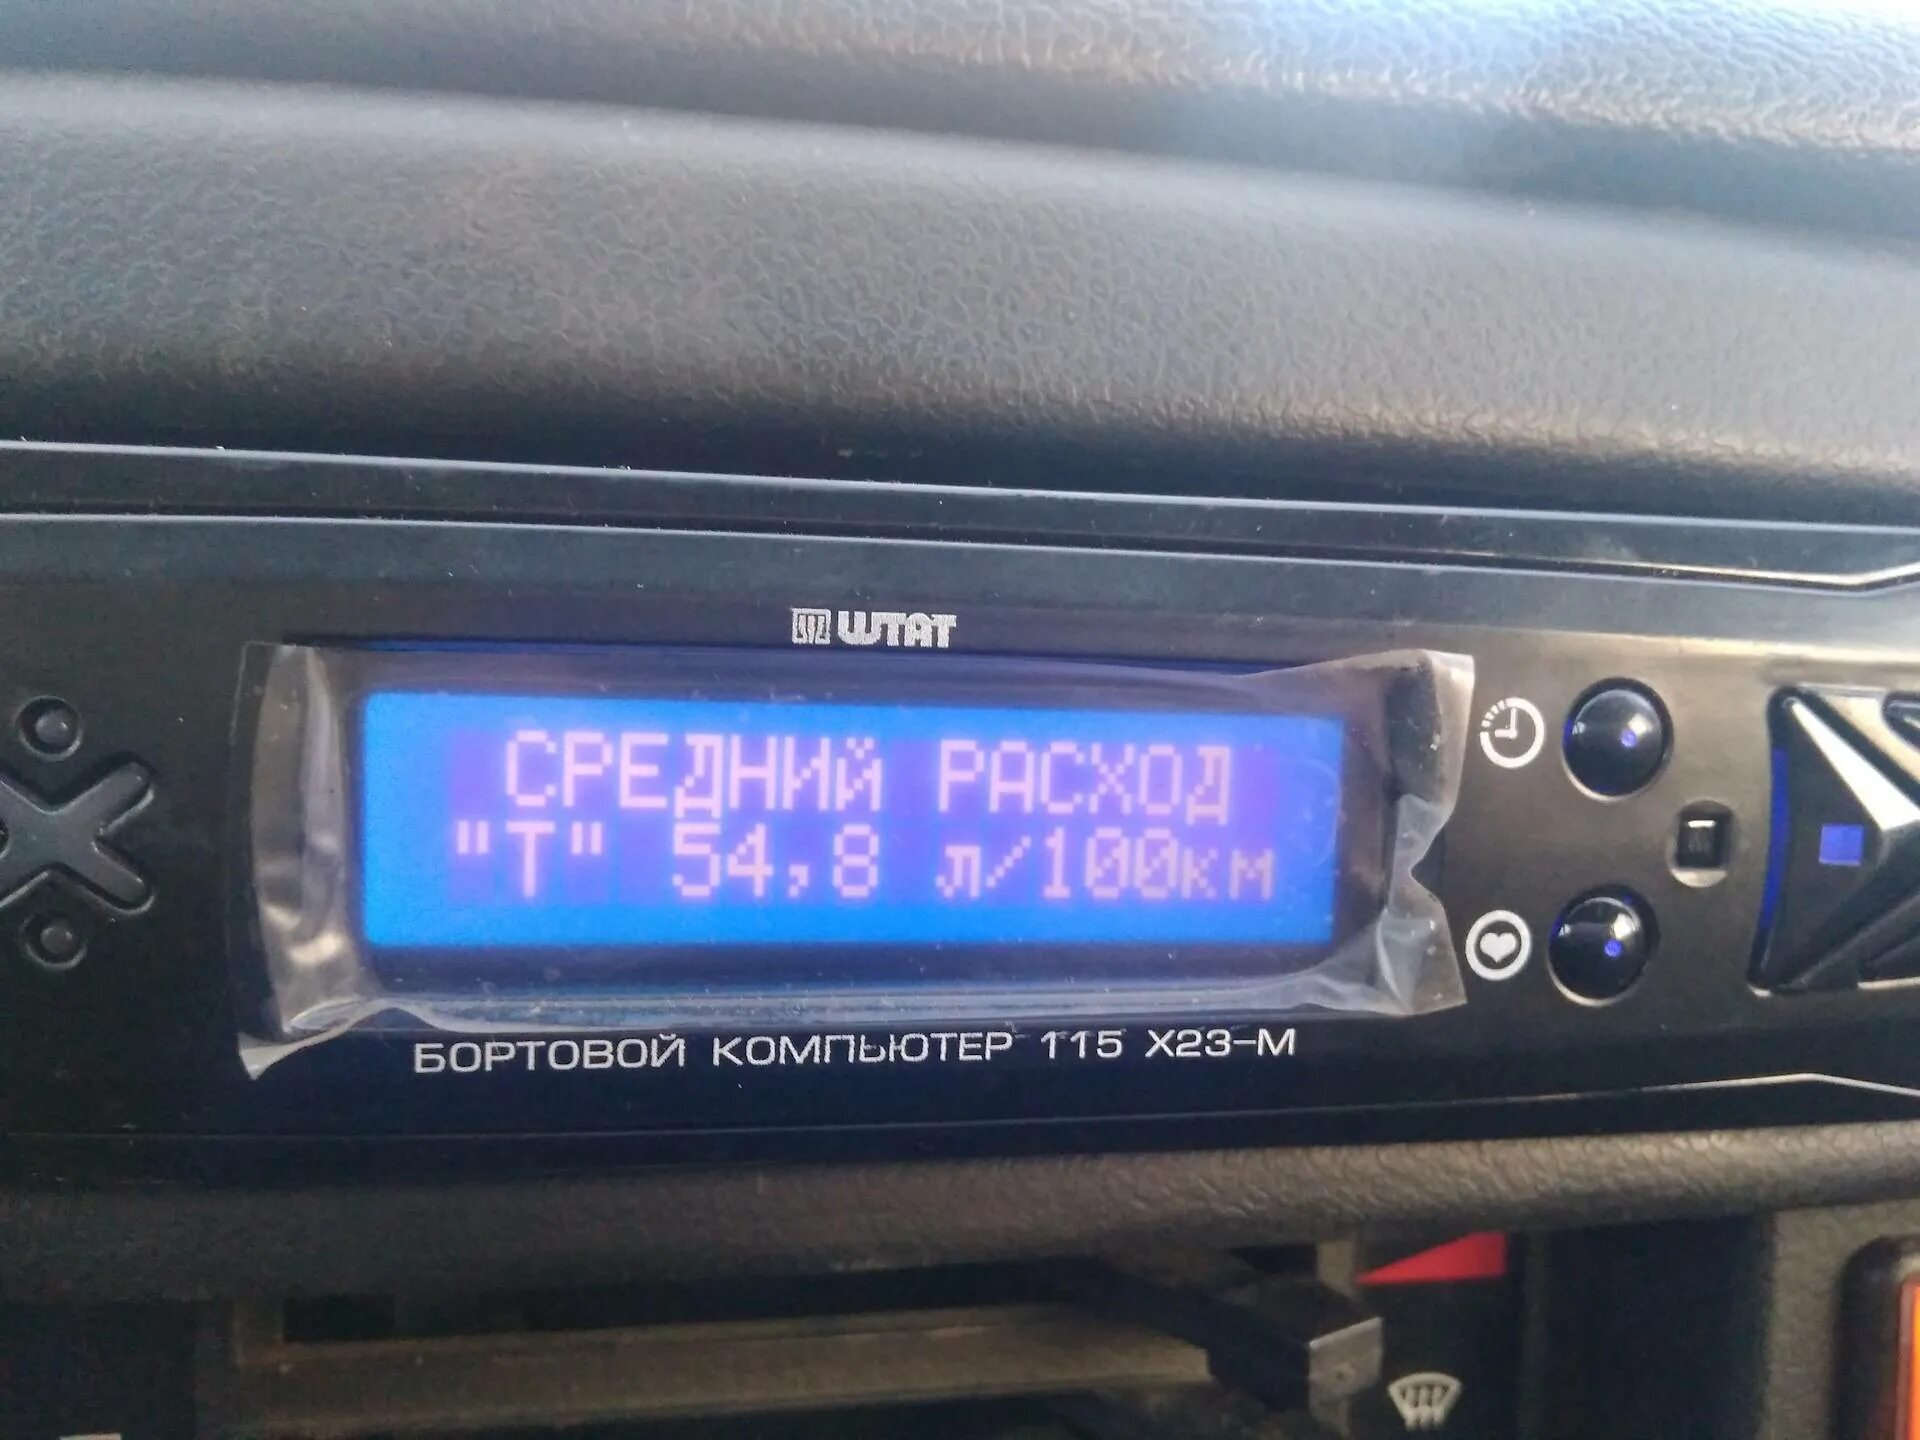 ШТАТ
СРЕДНИЙ РАСХОД
"Т" 54,8 л/100км
БОРТОВОЙ КОМПЬЮТЕР 115 X23-M